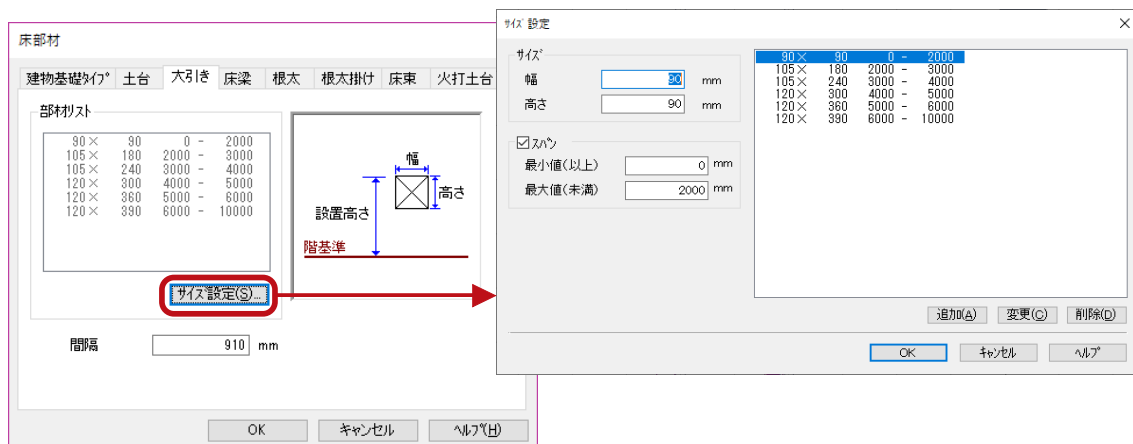 床部材
建物基礎ﾀｲﾌﾟ 土台 大引き 床梁 根太 根太掛け 床束 火打土台
部材ﾘｽﾄ
90× 90 0 - 2000
105× 180 2000 - 3000
105× 240 3000 - 4000
120× 300 4000 - 5000
120× 360 5000 - 6000
120× 390 6000 - 10000
幅
高さ
設置高さ
階基準
ｻｲｽﾞ設定(S)...
間隔 910 mm
OK ｷｬﾝｾﾙ ﾍﾙﾌﾟ(H)
ｻｲｽﾞ設定 ×
ｻｲｽﾞ
幅 90 mm
高さ 90 mm
☑ｽﾊﾟﾝ
最小値(以上) 0 mm
最大値(未満) 2000 mm
90× 90 0 - 2000
105× 180 2000 - 3000
105× 240 3000 - 4000
120× 300 4000 - 5000
120× 360 5000 - 6000
120× 390 6000 - 10000
追加(A) 変更(C) 削除(D)
OK ｷｬﾝｾﾙ ﾍﾙﾌﾟ